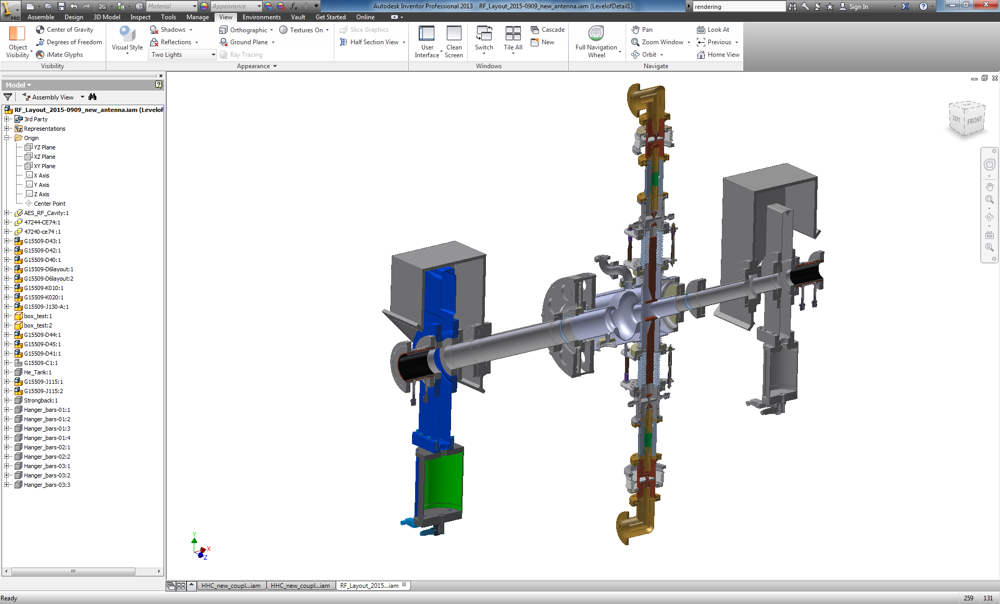 Material
Appearance
Autodesk Inventor Professional 2013 RF_Layout_2015-0909_new_antenna.iam (LevelofDetail1)
rendering
Sign In
PRO
Assemble Design 3D Model Inspect Tools Manage View Environments Vault Get Started Online
Object Visibility
Center of Gravity
Degrees of Freedom
iMate Glyphs
Visibility
Visual Style
Shadows
Reflections
Two Lights
Orthographic
Ground Plane
Ray Tracing
Textures On
Appearance
Slice Graphics
Half Section View
User Interface
Clean Screen
Switch
Tile All
Cascade
New
Windows
Full Navigation Wheel
Pan
Zoom Window
Orbit
Look At
Previous
Home View
Navigate
Model
Assembly View
RF_Layout_2015-0909_new_antenna.iam (Levelof
3rd Party
Representations
Origin
YZ Plane
XZ Plane
XY Plane
X Axis
Y Axis
Z Axis
Center Point
AES_RF_Cavity:1
47244-CE74:1
47240-ce74 :1
G15509-D43:1
G15509-D42:1
G15509-D40:1
G15509-D6layout:1
G15509-D6layout:2
G15509-K010:1
G15509-K020:1
G15509-J130-A:1
box_test:1
box_test:2
G15509-D44:1
G15509-D45:1
G15509-D41:1
G15509-C1:1
He_Tank:1
G15509-J115:1
G15509-J115:2
Strongback:1
Hanger_bars-01:1
Hanger_bars-01:2
Hanger_bars-01:3
Hanger_bars-01:4
Hanger_bars-02:1
Hanger_bars-02:2
Hanger_bars-03:1
Hanger_bars-03:2
Hanger_bars-03:3
LEFT FRONT
Y
X
Z
HHC_new_coupl...iam HHC_new_coupl...iam RF_Layout_2015...iam
Ready
259 131